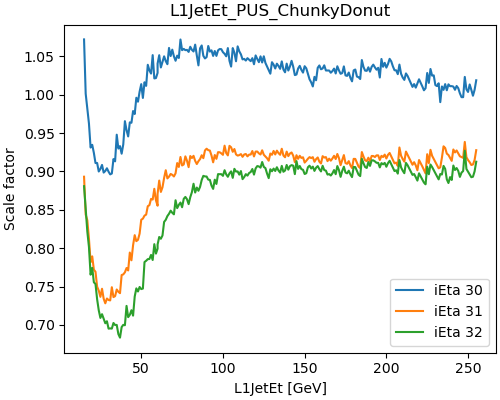 L1JetEt_PUS_ChunkyDonut
Scale factor
1.05
1.00
0.95
0.90
0.85
0.80
0.75
0.70
50
100
150
200
250
L1JetEt [GeV]
iEta 30
iEta 31
iEta 32